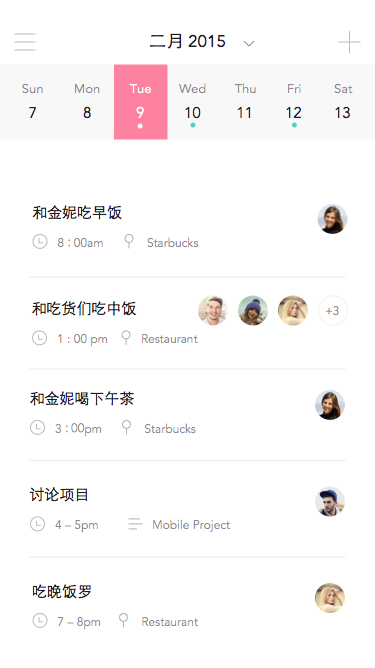 二月 2015
Sun Mon Tue Wed Thu Fri Sat
7 8 9 10 11 12 13
和金妮吃早饭
8 : 00am Starbucks
和吃货们吃中饭 +3
1 : 00 pm Restaurant
和金妮喝下午茶
3 : 00pm Starbucks
讨论项目
4 – 5pm Mobile Project
吃晚饭罗
7 – 8pm Restaurant